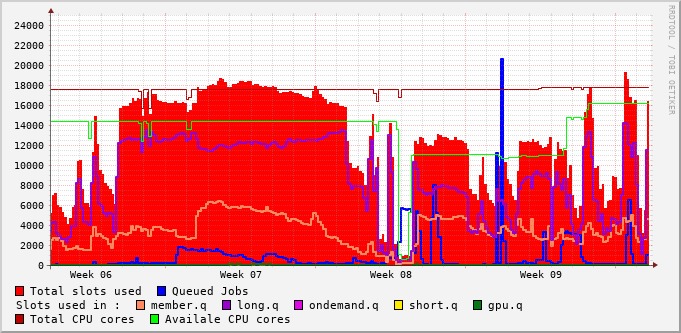 24000
22000
20000
18000
16000
14000
12000
10000
8000
6000
4000
2000
0
Week 06 Week 07 Week 08 Week 09
Total slots used Queued Jobs
Slots used in : member.q long.q ondemand.q short.q gpu.q
Total CPU cores Availale CPU cores
RRDTOOL / TOBI OETIKER